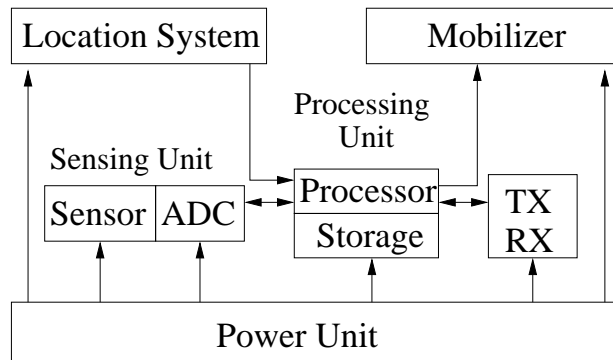 Location System
Mobilizer
Processing
Unit
Sensing Unit
Sensor
ADC
Processor
Storage
TX
RX
Power Unit